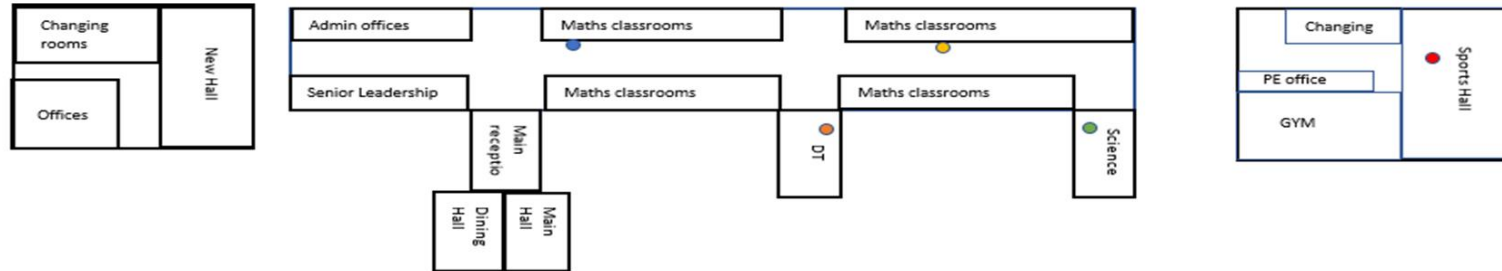 Changing
rooms
Offices
New Hall
Admin offices
Maths classrooms
Maths classrooms
Senior Leadership
Maths classrooms
Maths classrooms
Main
receptio
DT
Science
Dining
Hall
Main
Hall
Changing
PE office
GYM
Sports Hall